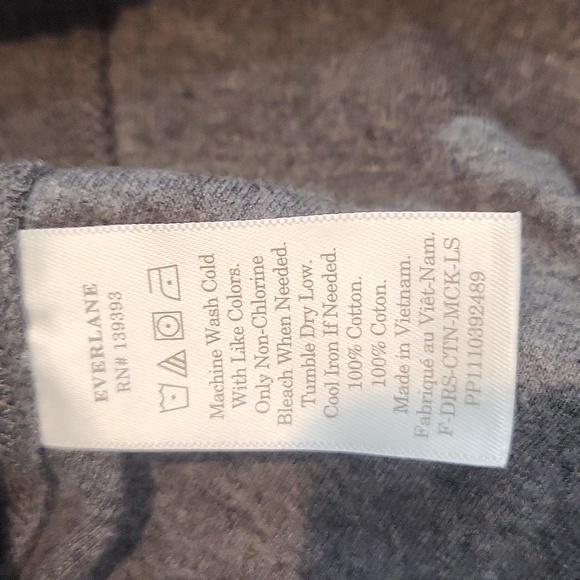 EVERLANE
RN# 139393
Machine Wash Cold
With Like Colors.
Only Non-Chlorine
Bleach When Needed.
Tumble Dry Low.
Cool Iron If Needed.
100% Cotton.
100% Coton.
Made in Vietnam.
Fabriqué au Viêt-Nam.
F-DRS-CTN-MCK-LS
PP110392489